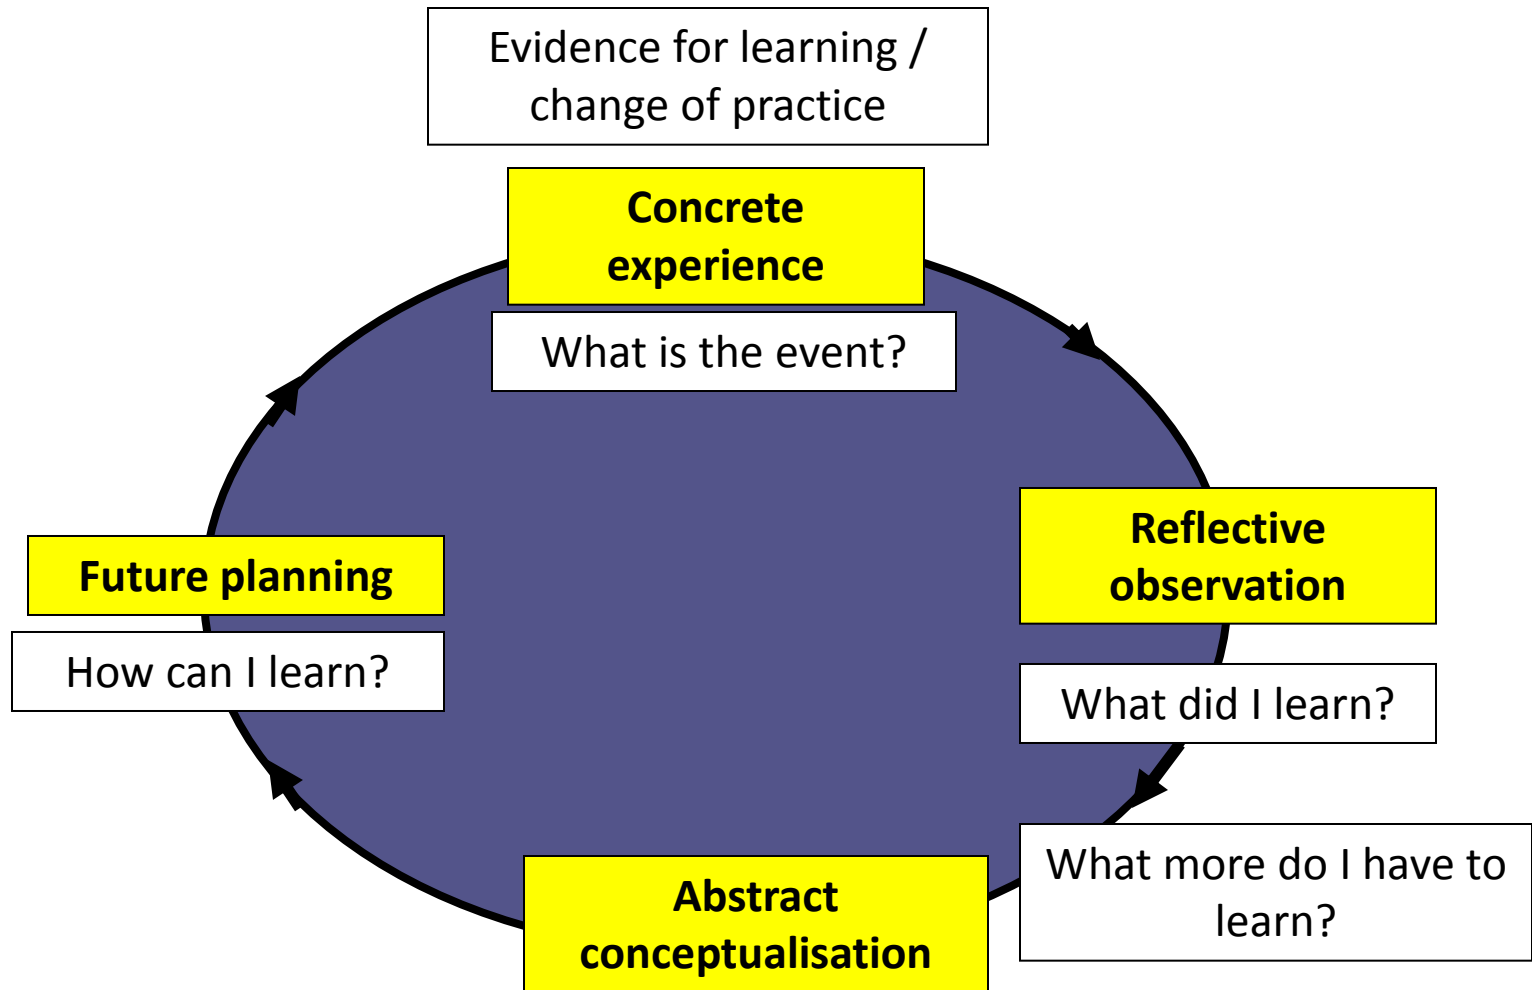 Evidence for learning /
change of practice
Concrete
experience
What is the event?
Reflective
observation
What did I learn?
What more do I have to
learn?
Abstract
conceptualisation
Future planning
How can I learn?